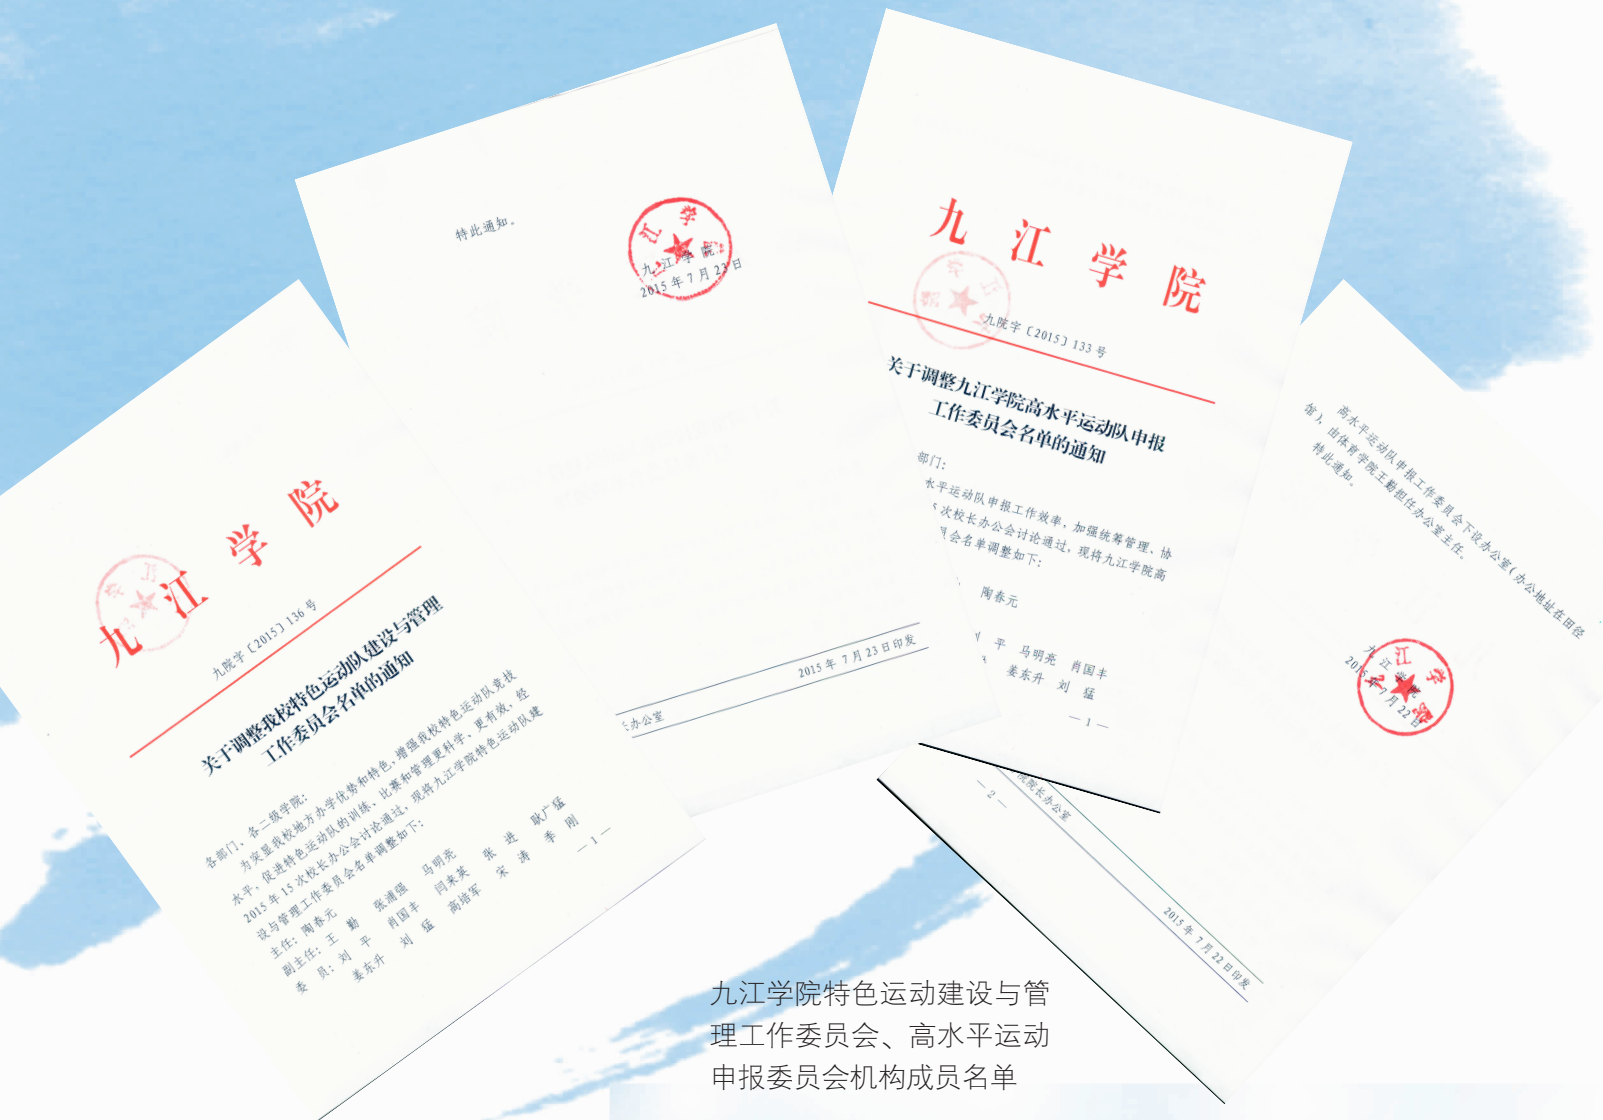 九江学院
九院字〔2015〕136号
关于调整我校特色运动队建设与管理
工作委员会名单的通知
各部门、各二级学院:
为突显我校地方办学优势和特色,增强我校特色运动队竞技
水平,促进特色运动队的训练、比赛和管理更科学、更有效,经
2015年15次校长办公会讨论通过,现将九江学院特色运动队建
设与管理工作委员会名单调整如下:
主任:陶春元
副主任:王 勤 张浦强 马明亮
委 员:刘 平 肖国丰 闫来英 张 进 耿广猛
姜东升 刘 猛 高培军 宋 涛 季 刚
—1—
特此通知。
九江学院
2015年7月23日
办公室
2015年7月23日印发
九江学院
九院字〔2015〕133号
关于调整九江学院高水平运动队申报
工作委员会名单的通知
部门:
水平运动队申报工作效率,加强统筹管理、协
5次校长办公会讨论通过,现将九江学院高
员会名单调整如下:
陶春元
刘 平 马明亮 肖国丰
姜东升 刘 猛
—1—
高水平运动队申报工作委员会下设办公室(办公地址在田径
馆),由体育学院王勤担任办公室主任。
特此通知。
九江学院
2015年7月22日
院长办公室
2015年7月22日印发
—2—
九江学院特色运动建设与管
理工作委员会、高水平运动
申报委员会机构成员名单